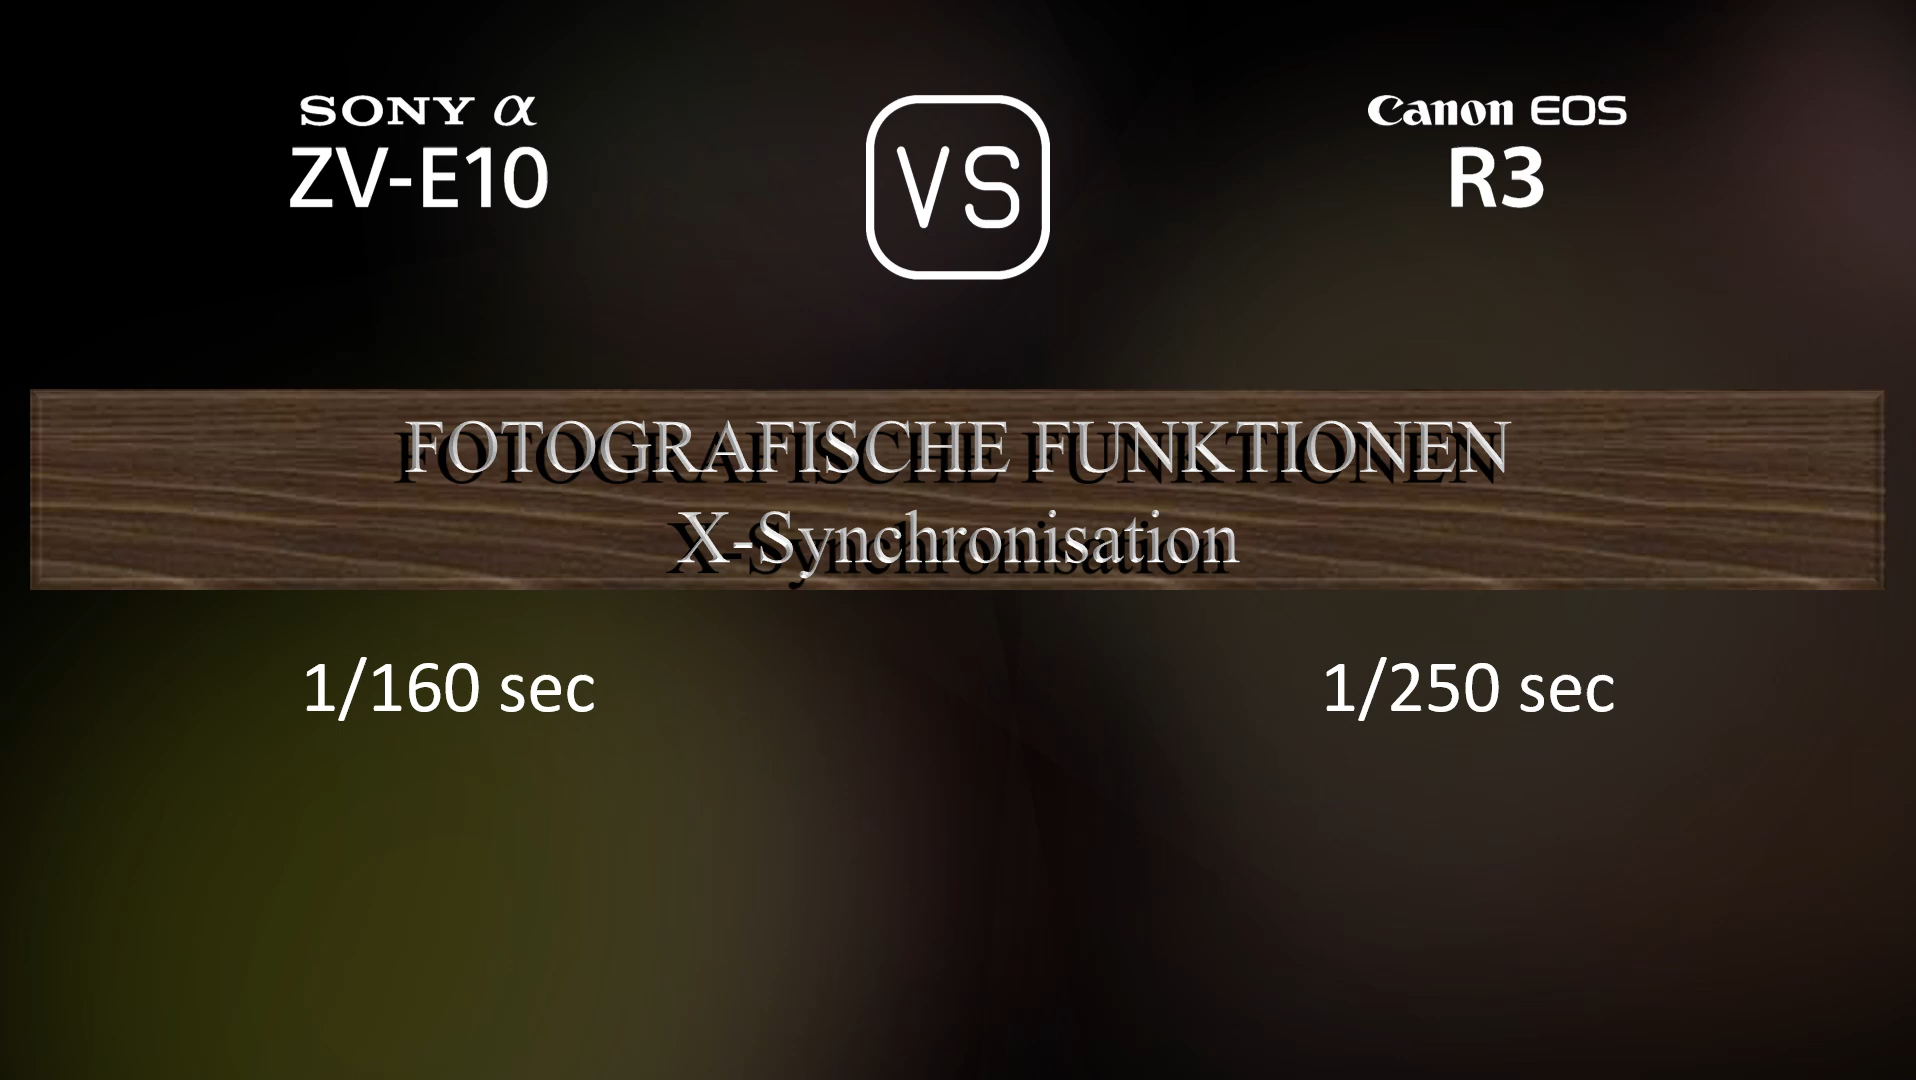 SONY α
ZV-E10
VS
Canon EOS
R3
FOTOGRAFISCHE FUNKTIONEN
X-Synchronisation
1/160 sec
1/250 sec